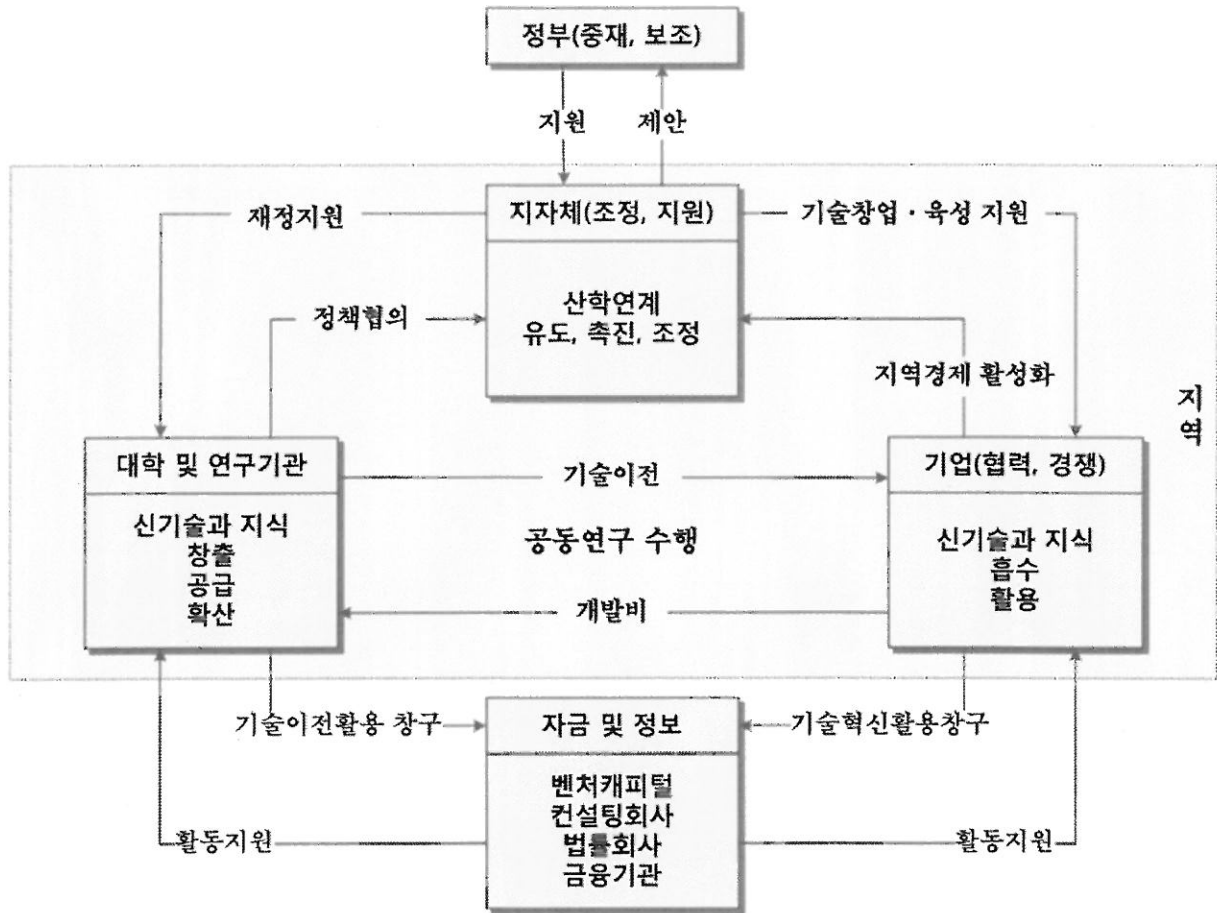 정부(중재, 보조)
지원
제안
지자체(조정, 지원)
재정지원
기술창업·육성 지원
산학연계
유도, 촉진, 조정
정책협의
지역경제 활성화
지
역
대학 및 연구기관
기술이전
기업(협력, 경쟁)
신기술과 지식
창출
공급
확산
공동연구 수행
신기술과 지식
흡수
활용
개발비
기술이전활용 창구
자금 및 정보
기술혁신활용창구
벤처캐피털
컨설팅회사
법률회사
금융기관
활동지원
활동지원